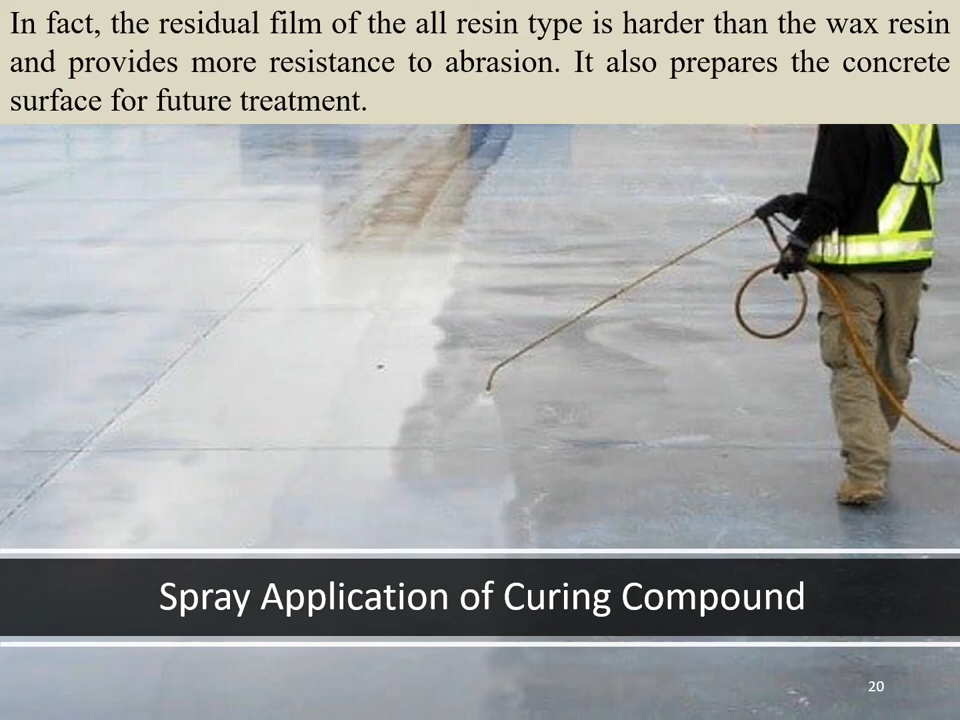 In fact, the residual film of the all resin type is harder than the wax resin
and provides more resistance to abrasion. It also prepares the concrete
surface for future treatment.
Spray Application of Curing Compound
20